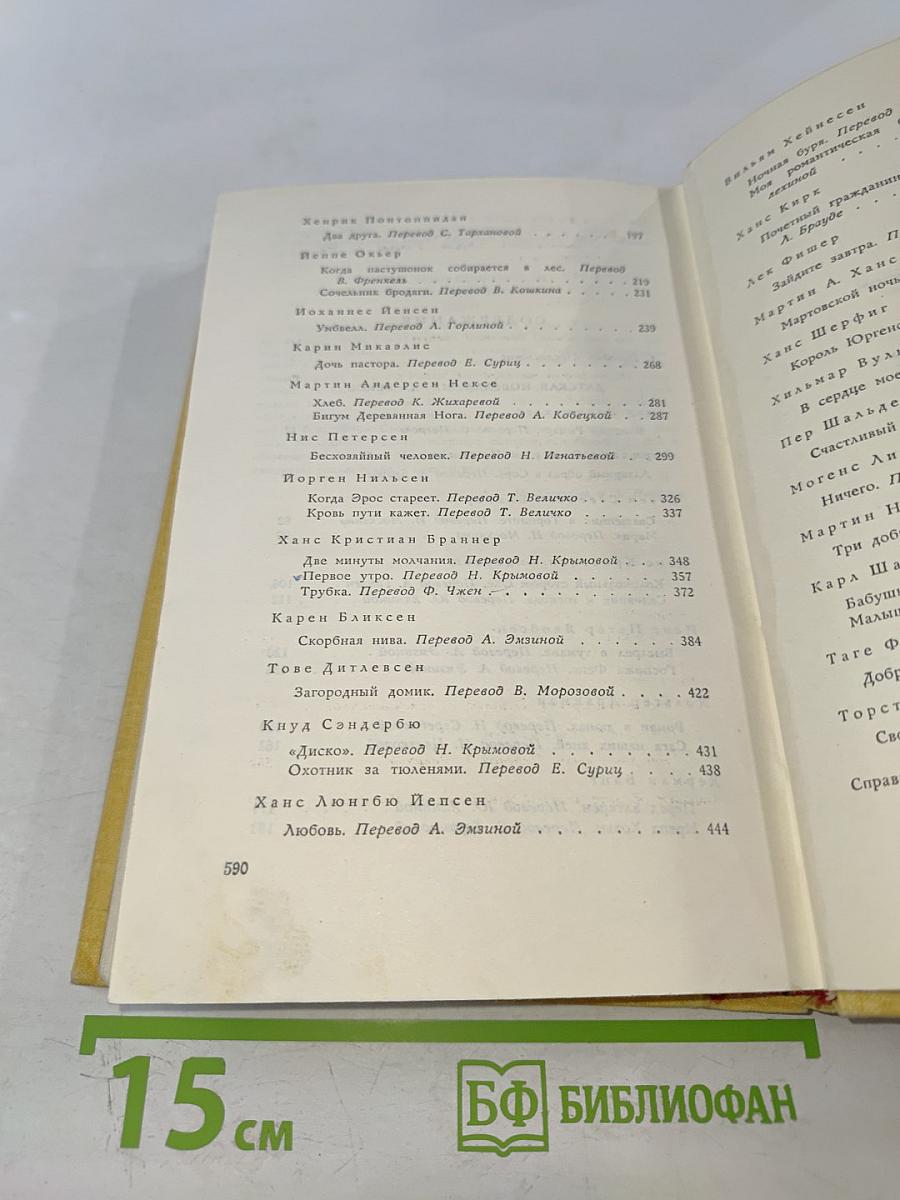 Хенрик Понтоппидан
Два друга. Перевод С. Тархановой . . . . . . 197
Йеппе Окьер
Когда пастушонок собирается в лес. Перевод
В. Френкель . . . . . . . . . . . . . . . 219
Сочельник бродяги. Перевод В. Кошкина . . . . . 231
Йоханнес Йенсен
Умбвелл. Перевод Л. Горлиной . . . . . . . . 239
Карин Микаэлис
Дочь пастора. Перевод Е. Суриц . . . . . . . . 268
Мартин Андерсен Нексе
Хлеб. Перевод К. Жихаревой . . . . . . . . . 281
Бигум Деревянная Нога. Перевод А. Кобецкой . . 287
Нис Петерсен
Бесхозяйный человек. Перевод Н. Игнатьевой . . 299
Йорген Нильсен
Когда Эрос стареет. Перевод Т. Величко . . . . . 326
Кровь пути кажет. Перевод Т. Величко . . . . . 337
Ханс Кристиан Браннер
Две минуты молчания. Перевод Н. Крымовой . . . 348
Первое утро. Перевод Н. Крымовой . . . . . . 357
Трубка. Перевод Ф. Чжен . . . . . . . . . . 372
Карен Бликсен
Скорбная нива. Перевод А. Эмзиной . . . . . . 384
Тове Дитлевсен
Загородный домик. Перевод В. Морозовой . . . . 422
Кнуд Сэндербю
«Диско». Перевод Н. Крымовой . . . . . . . . 431
Охотник за тюленями. Перевод Е. Суриц . . . . 438
Ханс Люнгбю Йепсен
Любовь. Перевод А. Эмзиной . . . . . . . . . 444
590
Вильям Хейнесен
Ночная буря. Перевод
Моя романтическая
лехиной . . . .
Ханс Кирк
Почетный гражданин
Л. Брауде . . .
Лек Фишер
Зайдите завтра. П
Мартин А. Ханс
Мартовской ночь
Ханс Шерфиг
Король Юргенс
Хильмар Вуль
В сердце мое
Пер Шальде
Счастливый
Могенс Ли
Ничего. П
Мартин Н
Три добр
Карл Ша
Бабуш
Малыш
Таге Ф
Добр
Торст
Сво
Справ
15 см
БФ БИБЛИОФАН